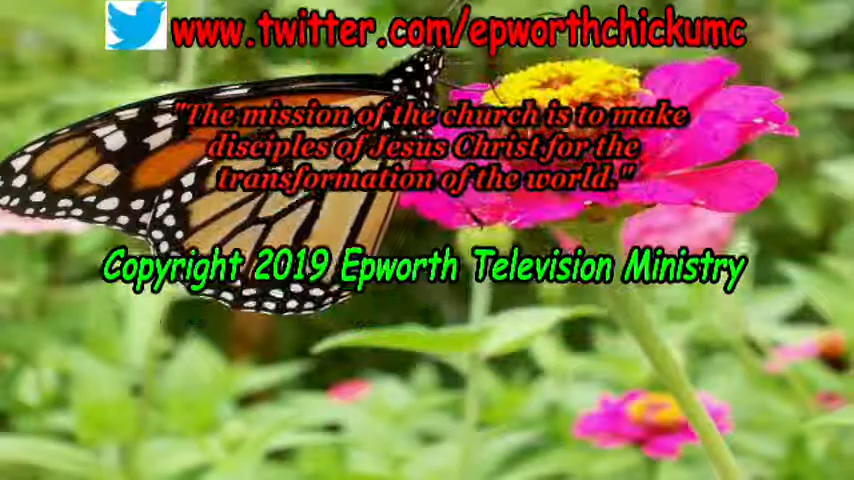 www.twitter.com/epworthchickumc
"The mission of the church is to make
disciples of Jesus Christ for the
transformation of the world."
Copyright 2019 Epworth Television Ministry